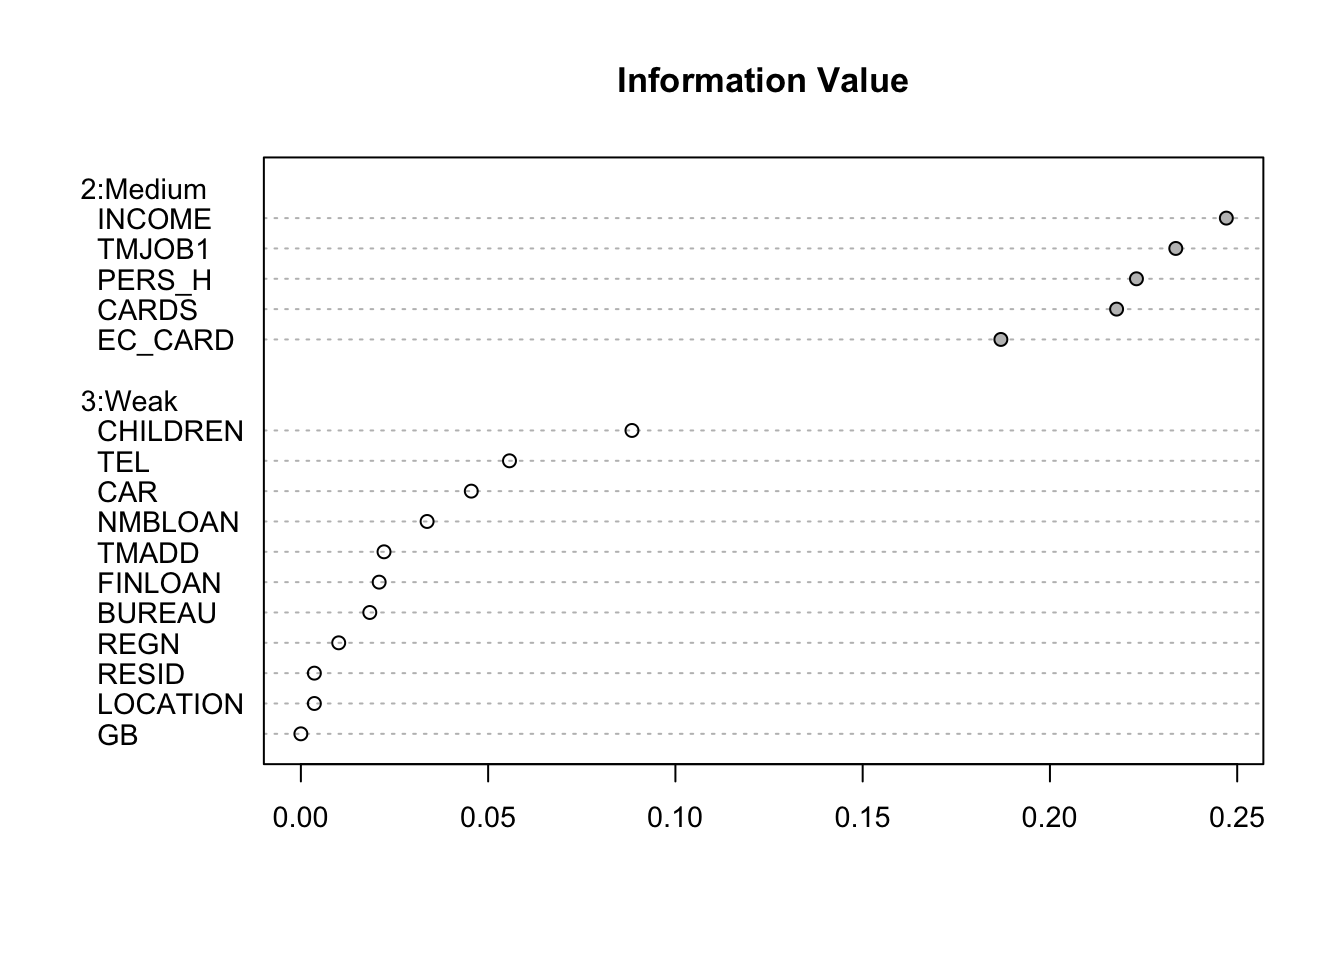 Information Value
2:Medium
INCOME
TMJOB1
PERS_H
CARDS
EC_CARD
3:Weak
CHILDREN
TEL
CAR
NMBLOAN
TMADD
FINLOAN
BUREAU
REGN
RESID
LOCATION
GB
0.00 0.05 0.10 0.15 0.20 0.25